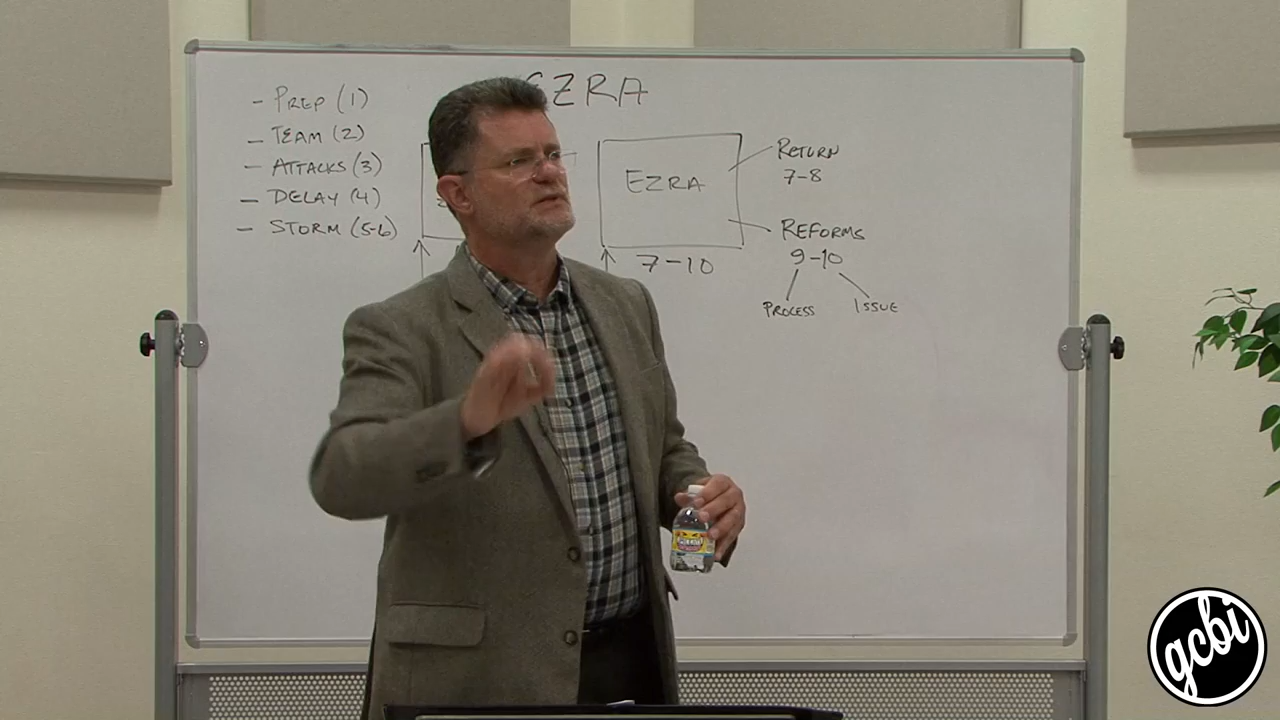 EZRA
- PREP (1)
- TEAM (2)
- ATTACKS (3)
- DELAY (4)
- STORM (5-6)
EZRA
7-10
RETURN
7-8
REFORMS
9-10
PROCESS
ISSUE
gcbi